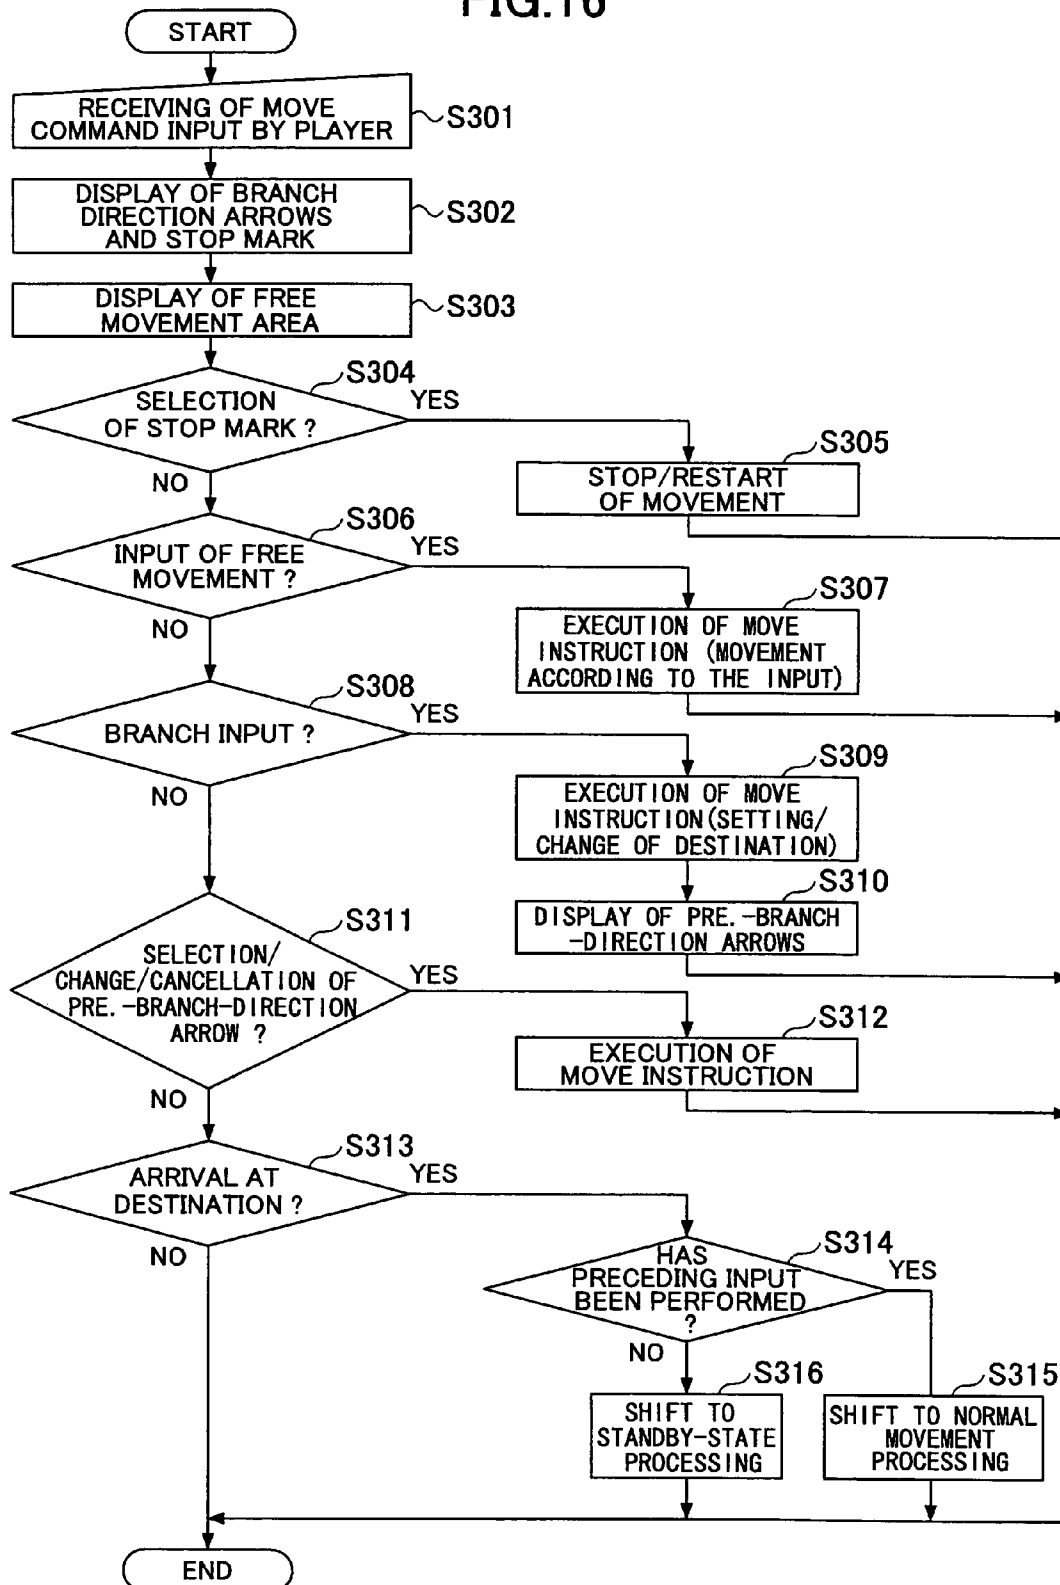 FIG.16
START
RECEIVING OF MOVE
COMMAND INPUT BY PLAYER
S301
DISPLAY OF BRANCH
DIRECTION ARROWS
AND STOP MARK
S302
DISPLAY OF FREE
MOVEMENT AREA
S303
S304
SELECTION
OF STOP MARK ?
YES
NO
S305
STOP/RESTART
OF MOVEMENT
S306
INPUT OF FREE
MOVEMENT ?
YES
NO
S307
EXECUTION OF MOVE
INSTRUCTION (MOVEMENT
ACCORDING TO THE INPUT)
S308
BRANCH INPUT ?
YES
NO
S309
EXECUTION OF MOVE
INSTRUCTION(SETTING/
CHANGE OF DESTINATION)
S310
DISPLAY OF PRE.-BRANCH
-DIRECTION ARROWS
S311
SELECTION/
CHANGE/CANCELLATION OF
PRE.-BRANCH-DIRECTION
ARROW ?
YES
NO
S312
EXECUTION OF
MOVE INSTRUCTION
S313
ARRIVAL AT
DESTINATION ?
YES
NO
S314
HAS
PRECEDING INPUT
BEEN PERFORMED
?
YES
NO
S316
SHIFT TO
STANDBY-STATE
PROCESSING
S315
SHIFT TO NORMAL
MOVEMENT
PROCESSING
END